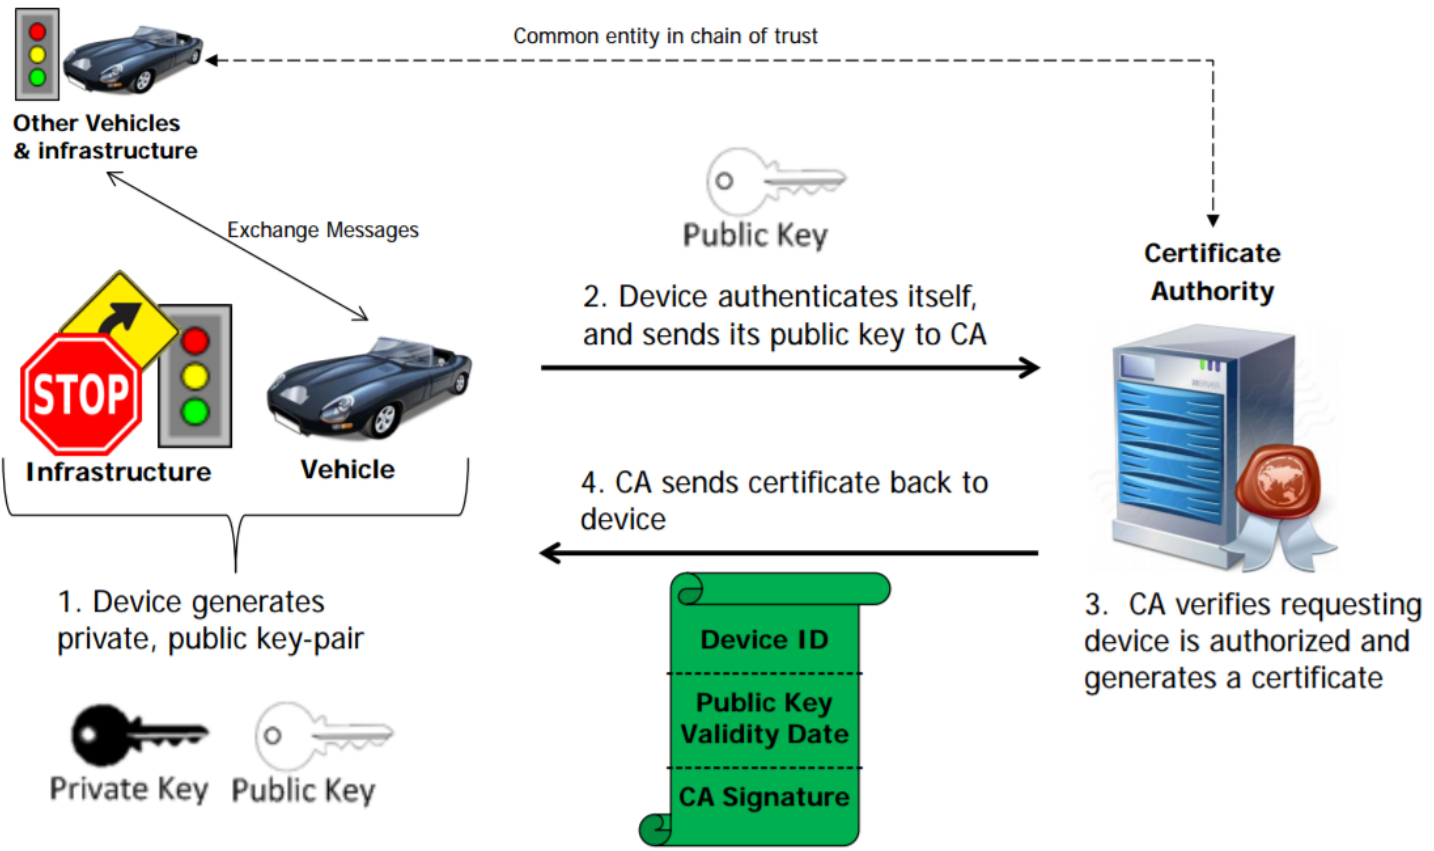 Common entity in chain of trust
Other Vehicles
& infrastructure
Exchange Messages
Public Key
Certificate
Authority
2. Device authenticates itself,
and sends its public key to CA
STOP
Infrastructure
Vehicle
4. CA sends certificate back to
device
1. Device generates
private, public key-pair
Private Key
Public Key
Device ID
Public Key
Validity Date
CA Signature
3. CA verifies requesting
device is authorized and
generates a certificate